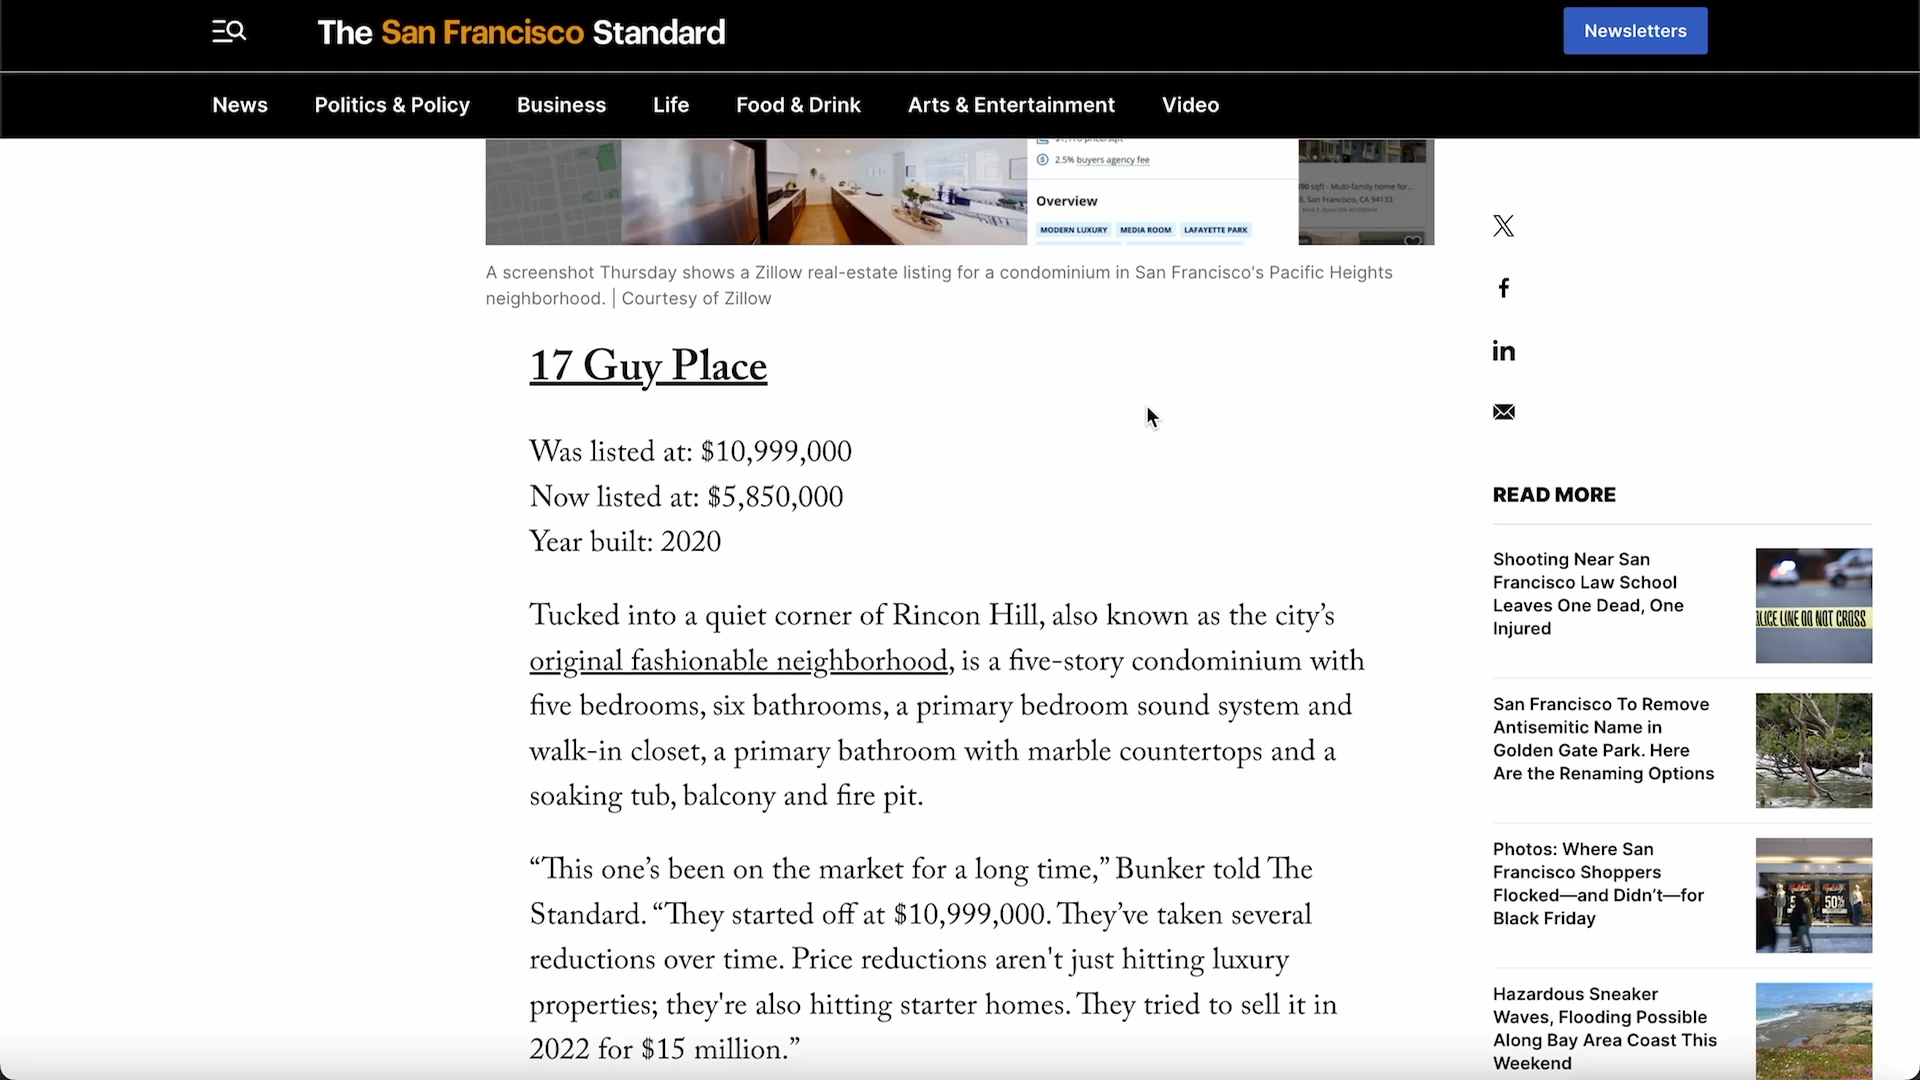 The San Francisco Standard
Newsletters
News Politics & Policy Business Life Food & Drink Arts & Entertainment Video
2.5% buyers agency fee
Overview
MODERN LUXURY MEDIA ROOM LAFAYETTE PARK
sqft - Multi-family home for...
San Francisco, CA 94133
A screenshot Thursday shows a Zillow real-estate listing for a condominium in San Francisco's Pacific Heights
neighborhood. | Courtesy of Zillow
17 Guy Place
Was listed at: $10,999,000
Now listed at: $5,850,000
Year built: 2020
Tucked into a quiet corner of Rincon Hill, also known as the city’s
original fashionable neighborhood, is a five-story condominium with
five bedrooms, six bathrooms, a primary bedroom sound system and
walk-in closet, a primary bathroom with marble countertops and a
soaking tub, balcony and fire pit.
“This one’s been on the market for a long time,” Bunker told The
Standard. “They started off at $10,999,000. They’ve taken several
reductions over time. Price reductions aren't just hitting luxury
properties; they're also hitting starter homes. They tried to sell it in
2022 for $15 million.”
READ MORE
Shooting Near San
Francisco Law School
Leaves One Dead, One
Injured
LICE LINE DO NOT CROSS
San Francisco To Remove
Antisemitic Name in
Golden Gate Park. Here
Are the Renaming Options
Photos: Where San
Francisco Shoppers
Flocked—and Didn’t—for
Black Friday
50%
Hazardous Sneaker
Waves, Flooding Possible
Along Bay Area Coast This
Weekend